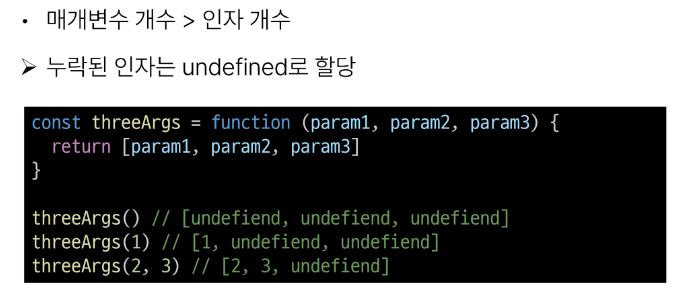 • 매개변수 개수 > 인자 개수
➢ 누락된 인자는 undefined로 할당
const threeArgs = function (param1, param2, param3) {
  return [param1, param2, param3]
}
threeArgs() // [undefiend, undefiend, undefiend]
threeArgs(1) // [1, undefiend, undefiend]
threeArgs(2, 3) // [2, 3, undefiend]